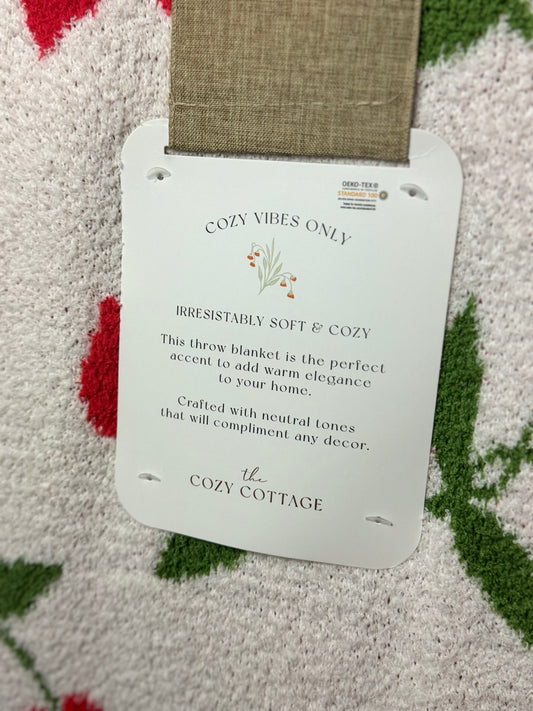 OEKO-TEX®
STANDARD 100
COZY VIBES ONLY
IRRESISTABLY SOFT & COZY
This throw blanket is the perfect
accent to add warm elegance
to your home.
Crafted with neutral tones
that will compliment any decor.
the
COZY COTTAGE